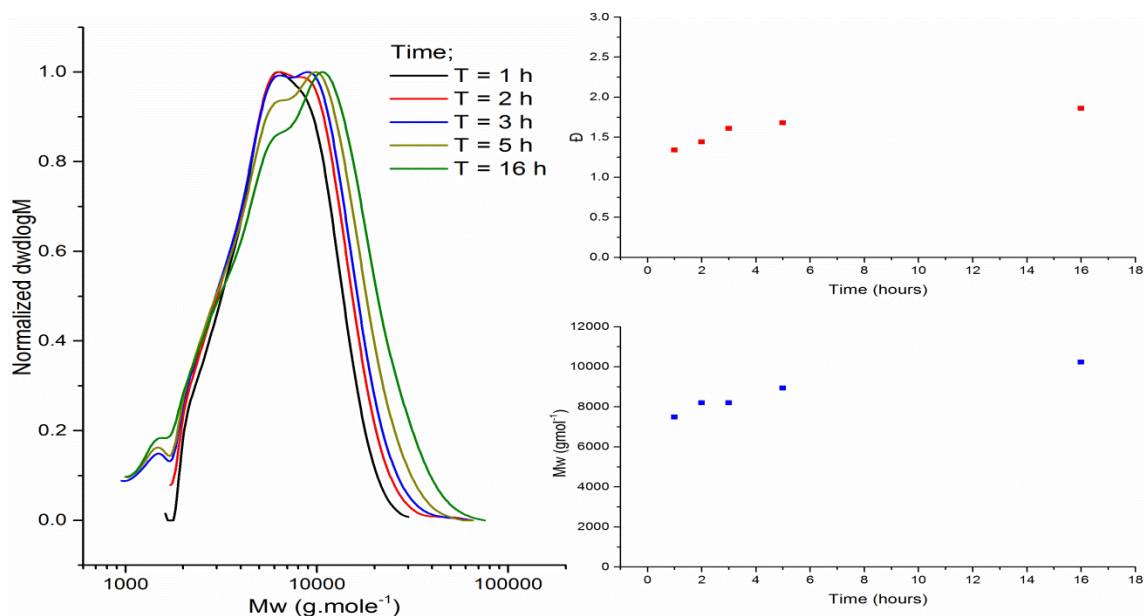 Normalized dwdlogM
1.0
0.8
0.6
0.4
0.2
0.0
1000 10000 100000
Mw (g.mole⁻¹)
Time;
T = 1 h
T = 2 h
T = 3 h
T = 5 h
T = 16 h
Đ
3.0
2.5
2.0
1.5
1.0
0.5
0.0
0 2 4 6 8 10 12 14 16 18
Time (hours)
Mw (gmol⁻¹)
12000
10000
8000
6000
4000
2000
0
0 2 4 6 8 10 12 14 16 18
Time (hours)